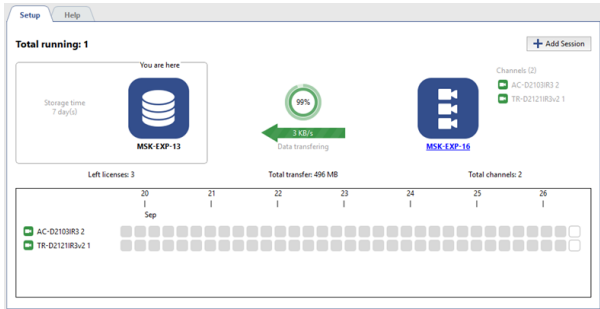 Setup
Help
Total running: 1
Add Session
You are here
Storage time
7 day(s)
MSK-EXP-13
99%
3 KB/s
Data transfering
MSK-EXP-16
Channels (2)
AC-D2103IR3 2
TR-D2121IR3v2 1
Left licenses: 3
Total transfer: 496 MB
Total channels: 2
20 21 22 23 24 25 26
Sep
AC-D2103IR3 2
TR-D2121IR3v2 1